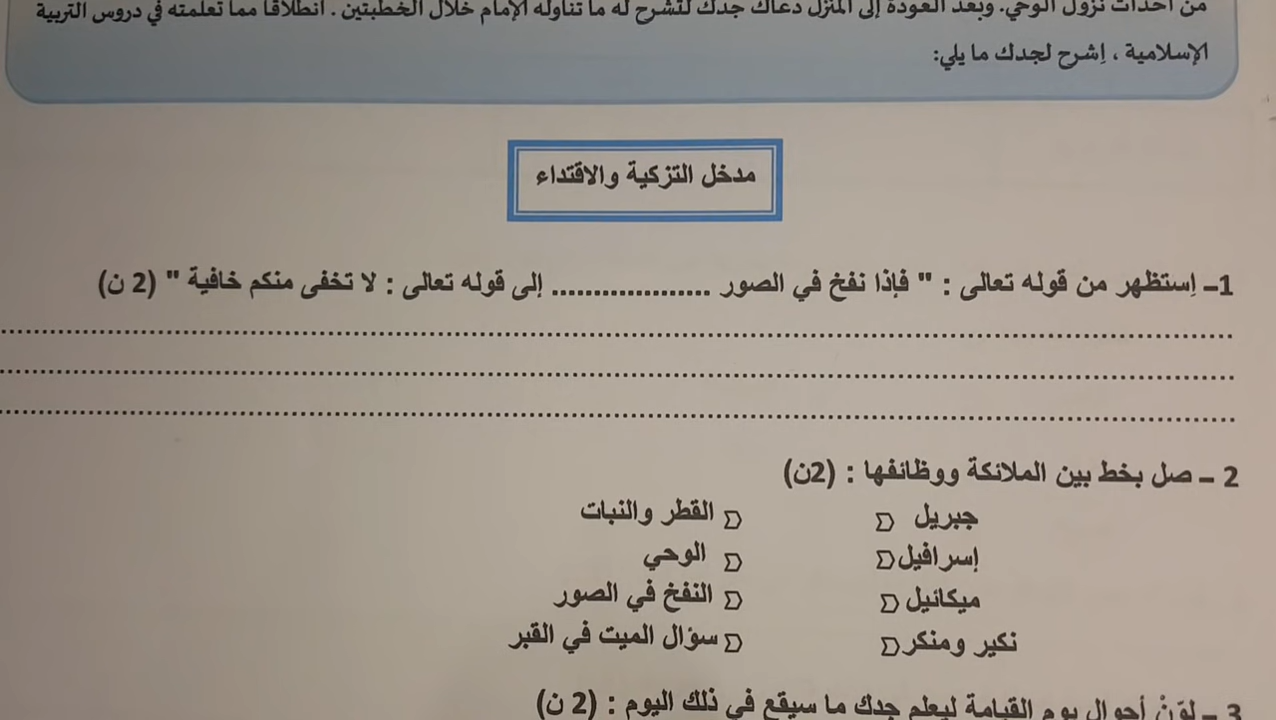 من أحداث نزول الوحي. وبعد العودة إلى المنزل دعاك جدك لتشرح له ما تناوله الإمام خلال الخطبتين . انطلاقا مما تعلمته في دروس التربية
الإسلامية ، إشرح لجدك ما يلي:
مدخل التزكية والاقتداء
1– إستظهر من قوله تعالى : " فإذا نفخ في الصور ................... إلى قوله تعالى : لا تخفى منكم خافية " (2 ن)
2 – صل بخط بين الملائكة ووظائفها : (2ن)
جبريل القطر والنبات
إسرافيل الوحي
ميكائيل النفخ في الصور
نكير ومنكر سؤال الميت في القبر
3 – لوّنْ أحوال يوم القيامة ليعلم جدك ما سيقع في ذلك اليوم : (2 ن)